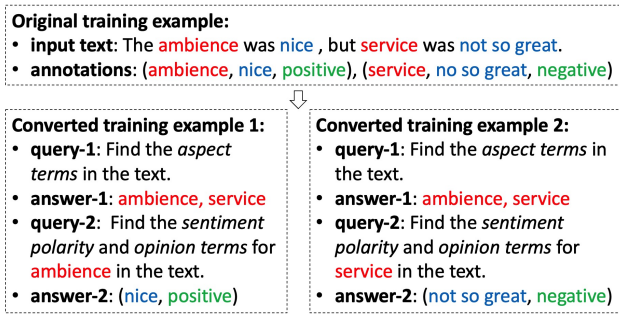 Original training example:
• input text: The ambience was nice , but service was not so great.
• annotations: (ambience, nice, positive), (service, no so great, negative)
Converted training example 1:
• query-1: Find the aspect
terms in the text.
• answer-1: ambience, service
• query-2: Find the sentiment
polarity and opinion terms for
ambience in the text.
• answer-2: (nice, positive)
Converted training example 2:
• query-1: Find the aspect terms in
the text.
• answer-1: ambience, service
• query-2: Find the sentiment
polarity and opinion terms for
service in the text.
• answer-2: (not so great, negative)